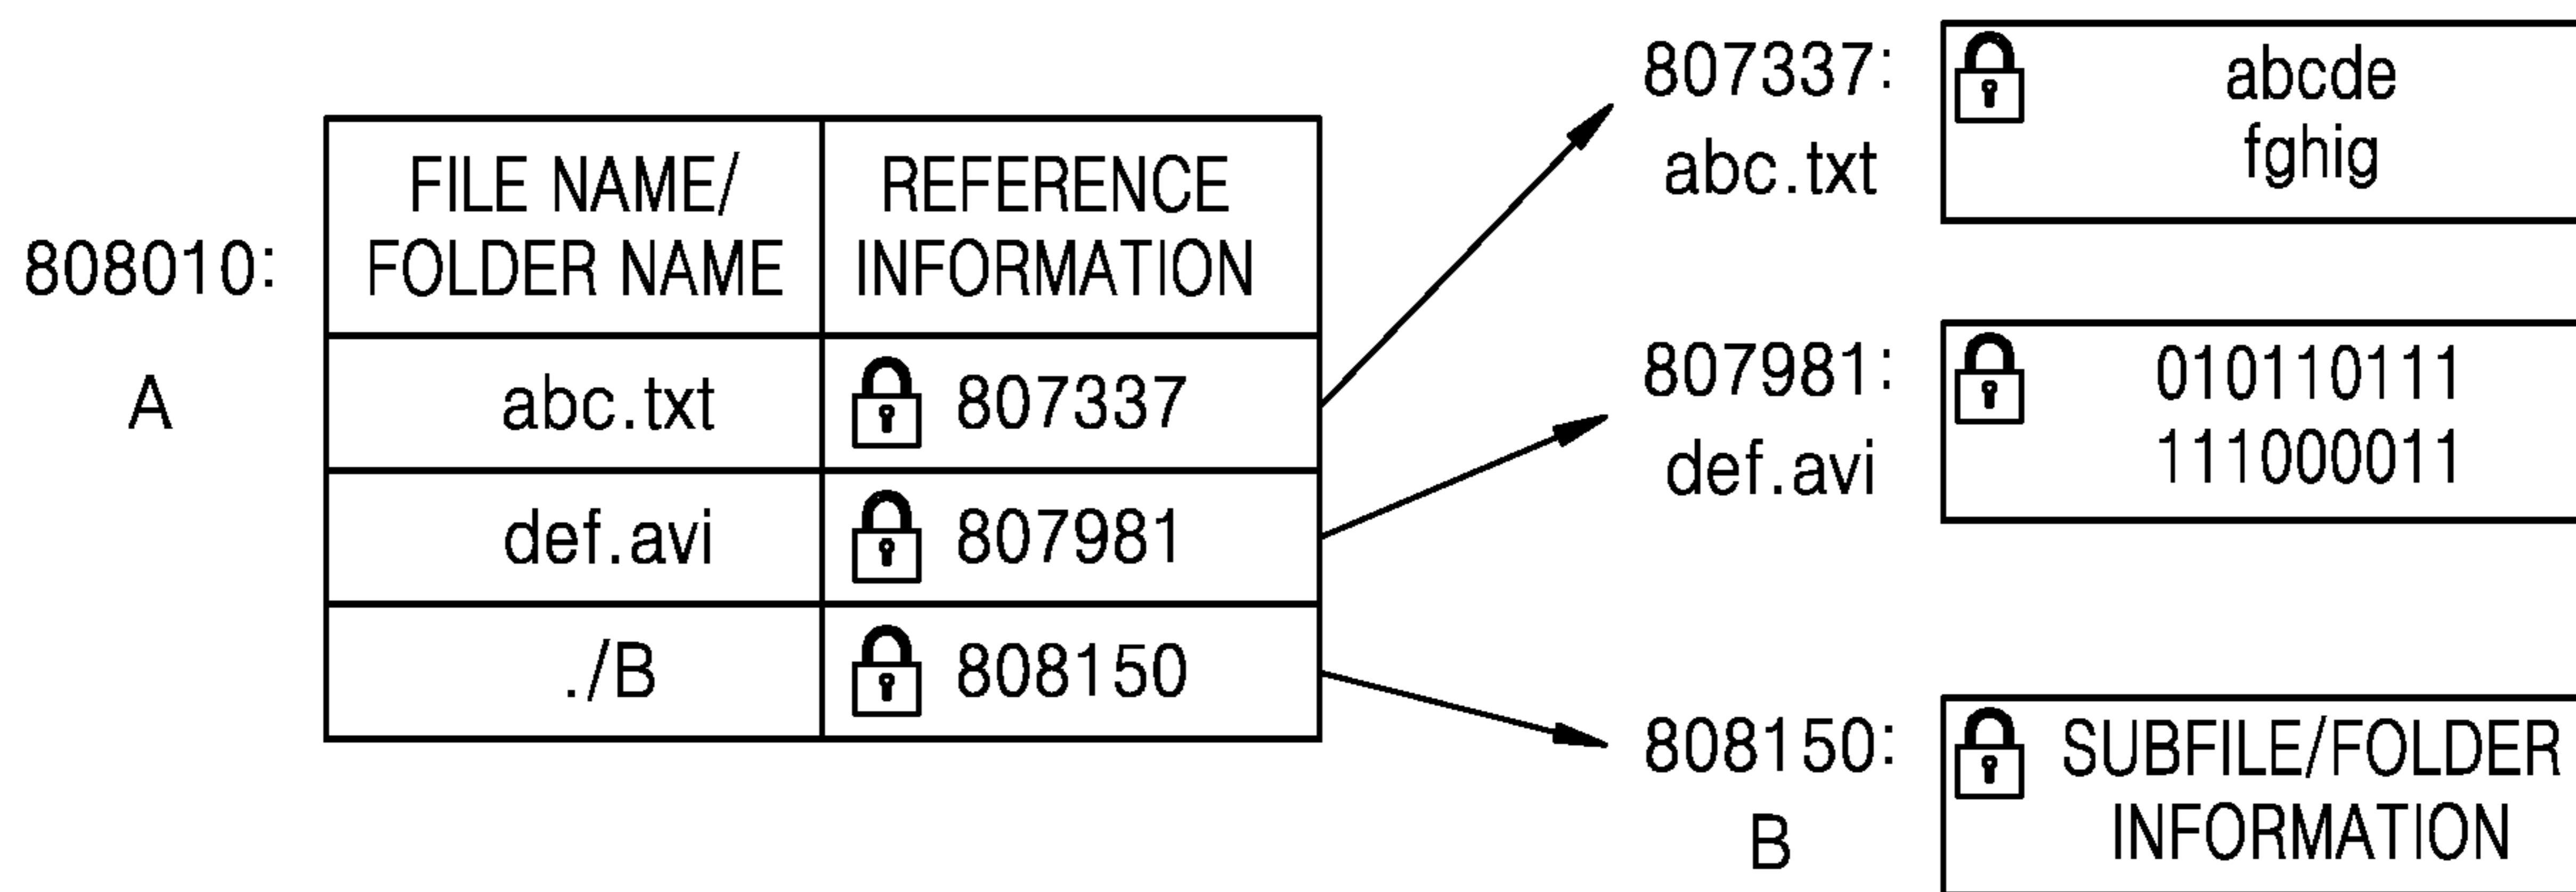 808010:
A
FILE NAME/
FOLDER NAME
REFERENCE
INFORMATION
abc.txt
807337
def.avi
807981
./B
808150
807337:
abc.txt
abcde
fghig
807981:
def.avi
010110111
111000011
808150:
B
SUBFILE/FOLDER
INFORMATION